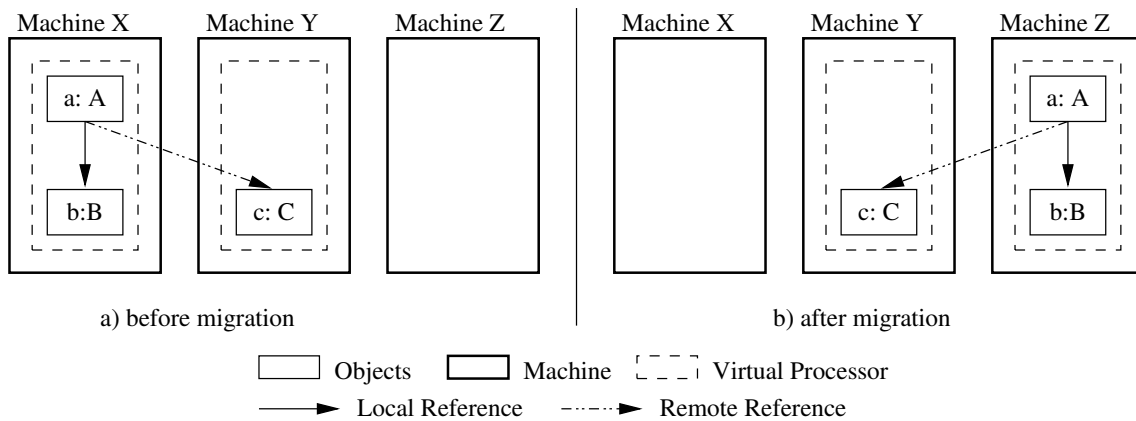 Machine X Machine Y Machine Z Machine X Machine Y Machine Z
a: A a: A
b:B c: C c: C b:B
a) before migration b) after migration
Objects Machine Virtual Processor
Local Reference Remote Reference